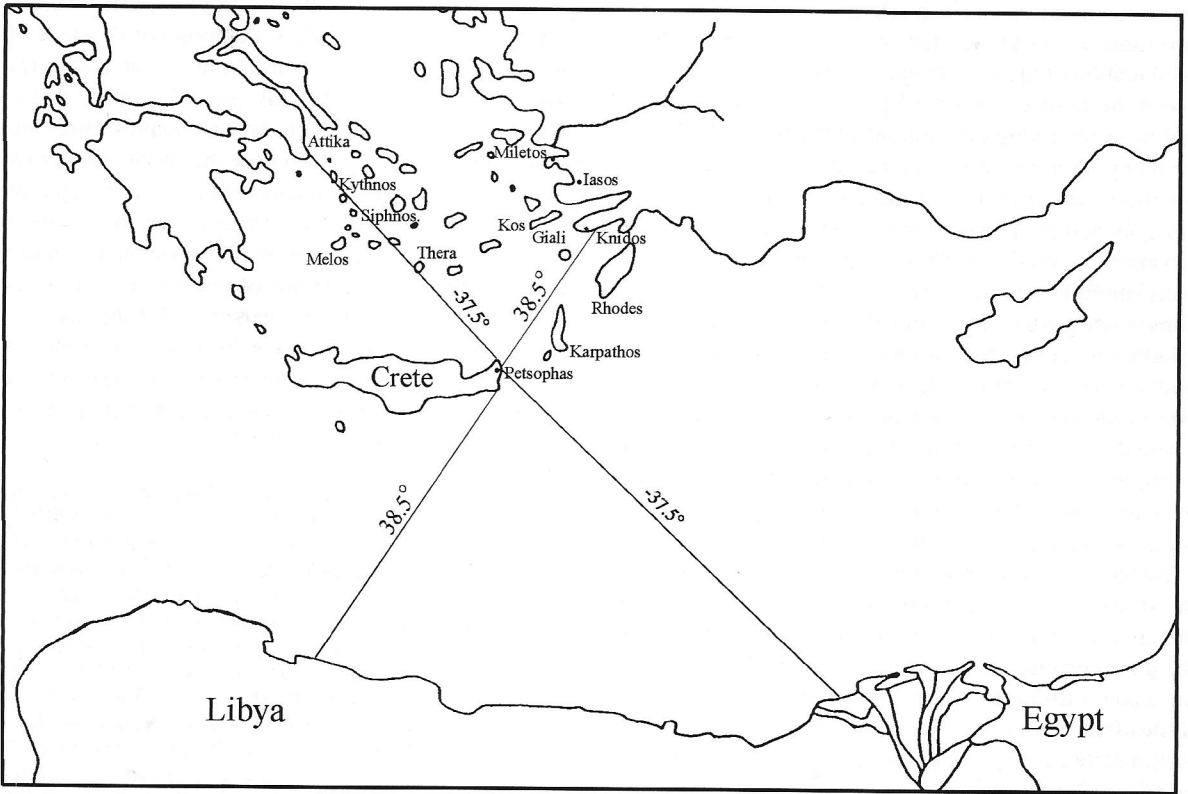 Attika
Miletos
Iasos
Kythnos
Siphnos
Kos
Giali
Knidos
Melos
Thera
-37.5°
38.5°
Rhodes
Karpathos
Crete
Petsophas
38.5°
-37.5°
Libya
Egypt